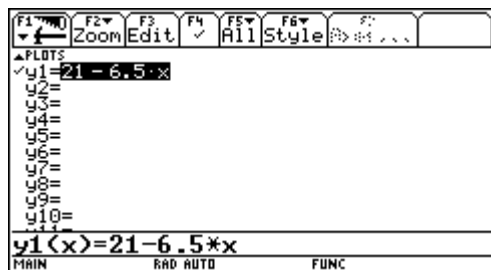 F1 F2 Zoom F3 Edit F4 ✓ F5 All F6 Style F7
▲PLOTS
✓y1=21-6.5·x
y2=
y3=
y4=
y5=
y6=
y7=
y8=
y9=
y10=
y1(x)=21-6.5*x
MAIN RAD AUTO FUNC